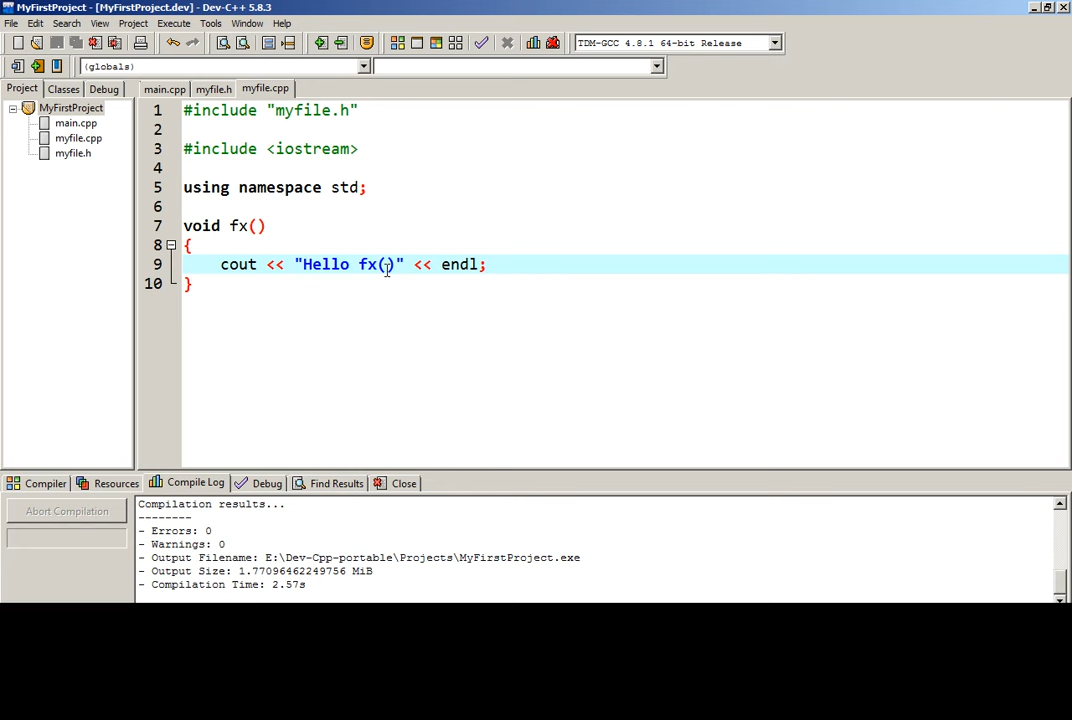 MyFirstProject - [MyFirstProject.dev] - Dev-C++ 5.8.3
File Edit Search View Project Execute Tools Window Help
TDM-GCC 4.8.1 64-bit Release
(globals)
Project Classes Debug main.cpp myfile.h myfile.cpp
MyFirstProject
main.cpp
myfile.cpp
myfile.h
1 #include "myfile.h"
2
3 #include <iostream>
4
5 using namespace std;
6
7 void fx()
8 {
9 cout << "Hello fx()" << endl;
10 }
Compiler Resources Compile Log Debug Find Results Close
Abort Compilation
Compilation results...
--------
- Errors: 0
- Warnings: 0
- Output Filename: E:\Dev-Cpp-portable\Projects\MyFirstProject.exe
- Output Size: 1.77096462249756 MiB
- Compilation Time: 2.57s